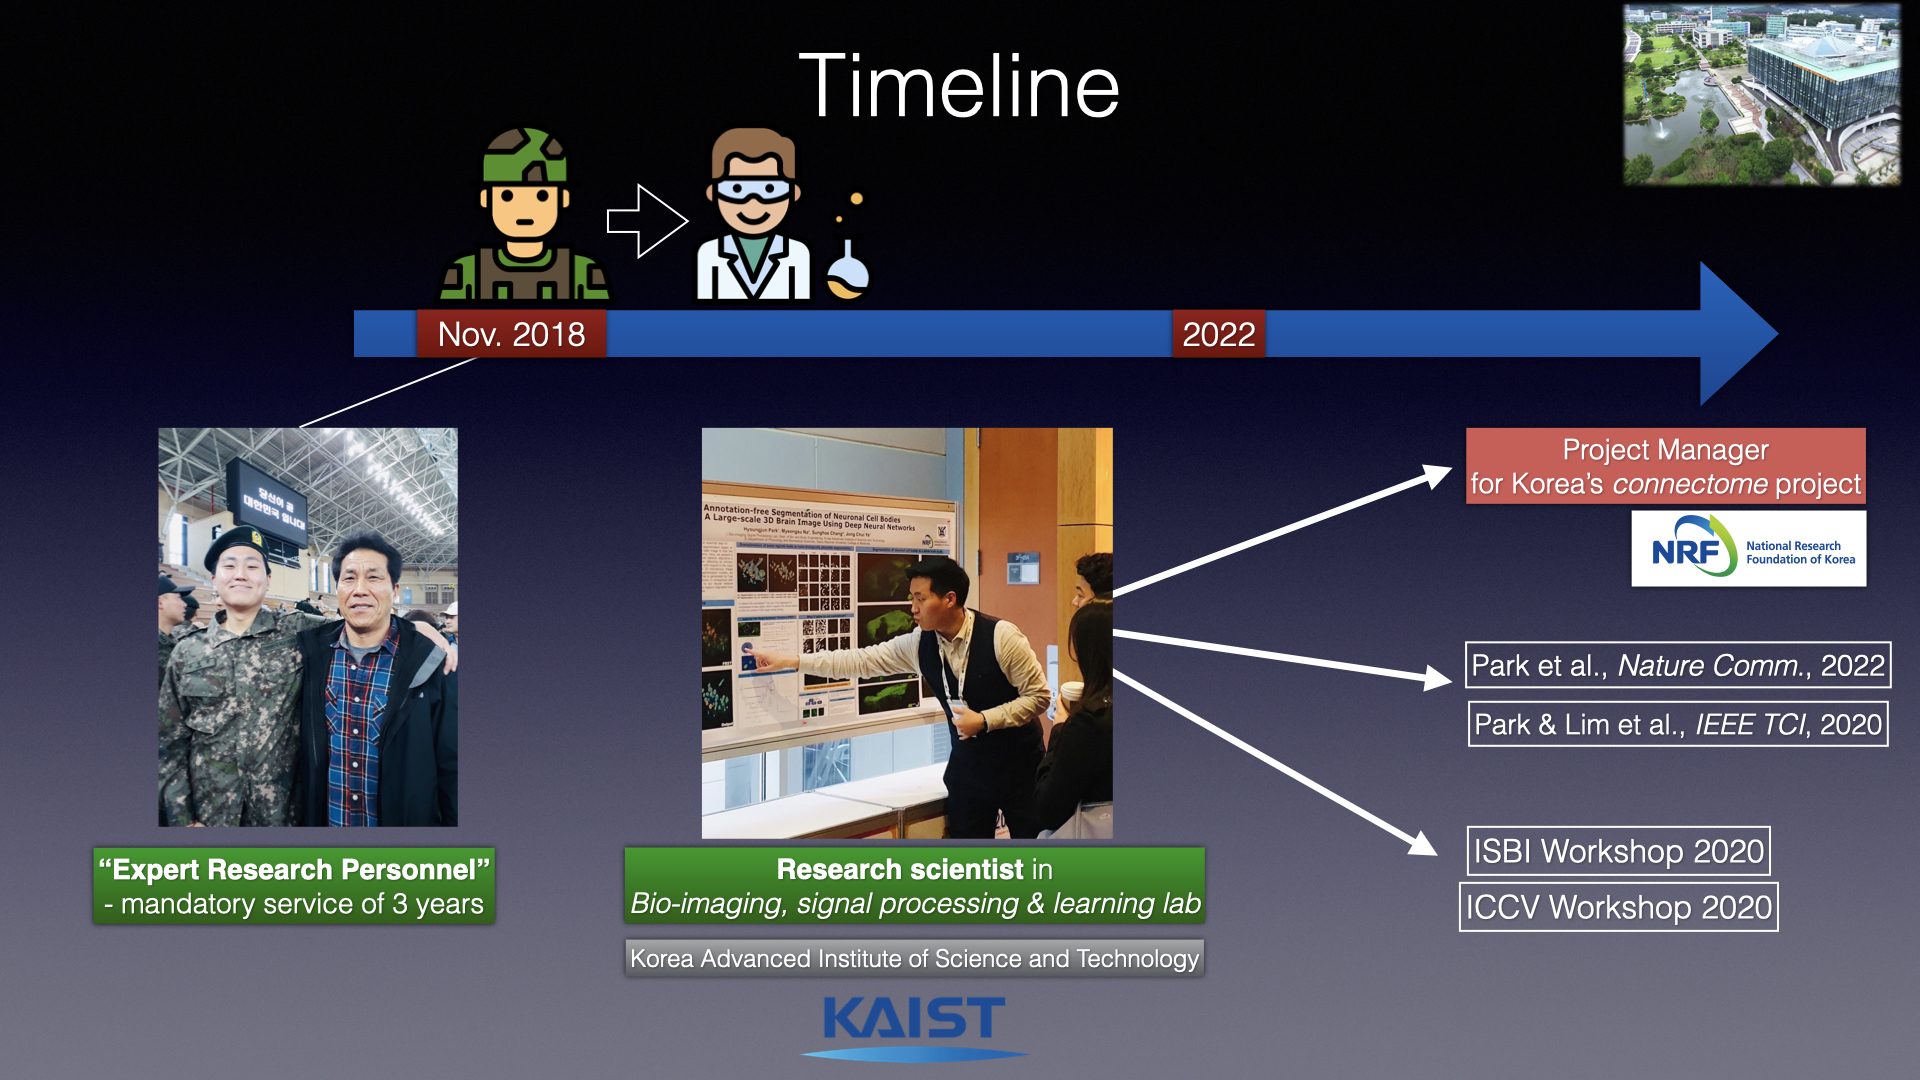 Timeline
Nov. 2018
2022
당신이 곧
대한민국 입니다
“Expert Research Personnel”
- mandatory service of 3 years
Annotation-free Segmentation of Neuronal Cell Bodies
A Large-scale 3D Brain Image Using Deep Neural Networks
NRF
Research scientist in
Bio-imaging, signal processing & learning lab
Korea Advanced Institute of Science and Technology
KAIST
Project Manager
for Korea’s connectome project
NRF
National Research
Foundation of Korea
Park et al., Nature Comm., 2022
Park & Lim et al., IEEE TCI, 2020
ISBI Workshop 2020
ICCV Workshop 2020